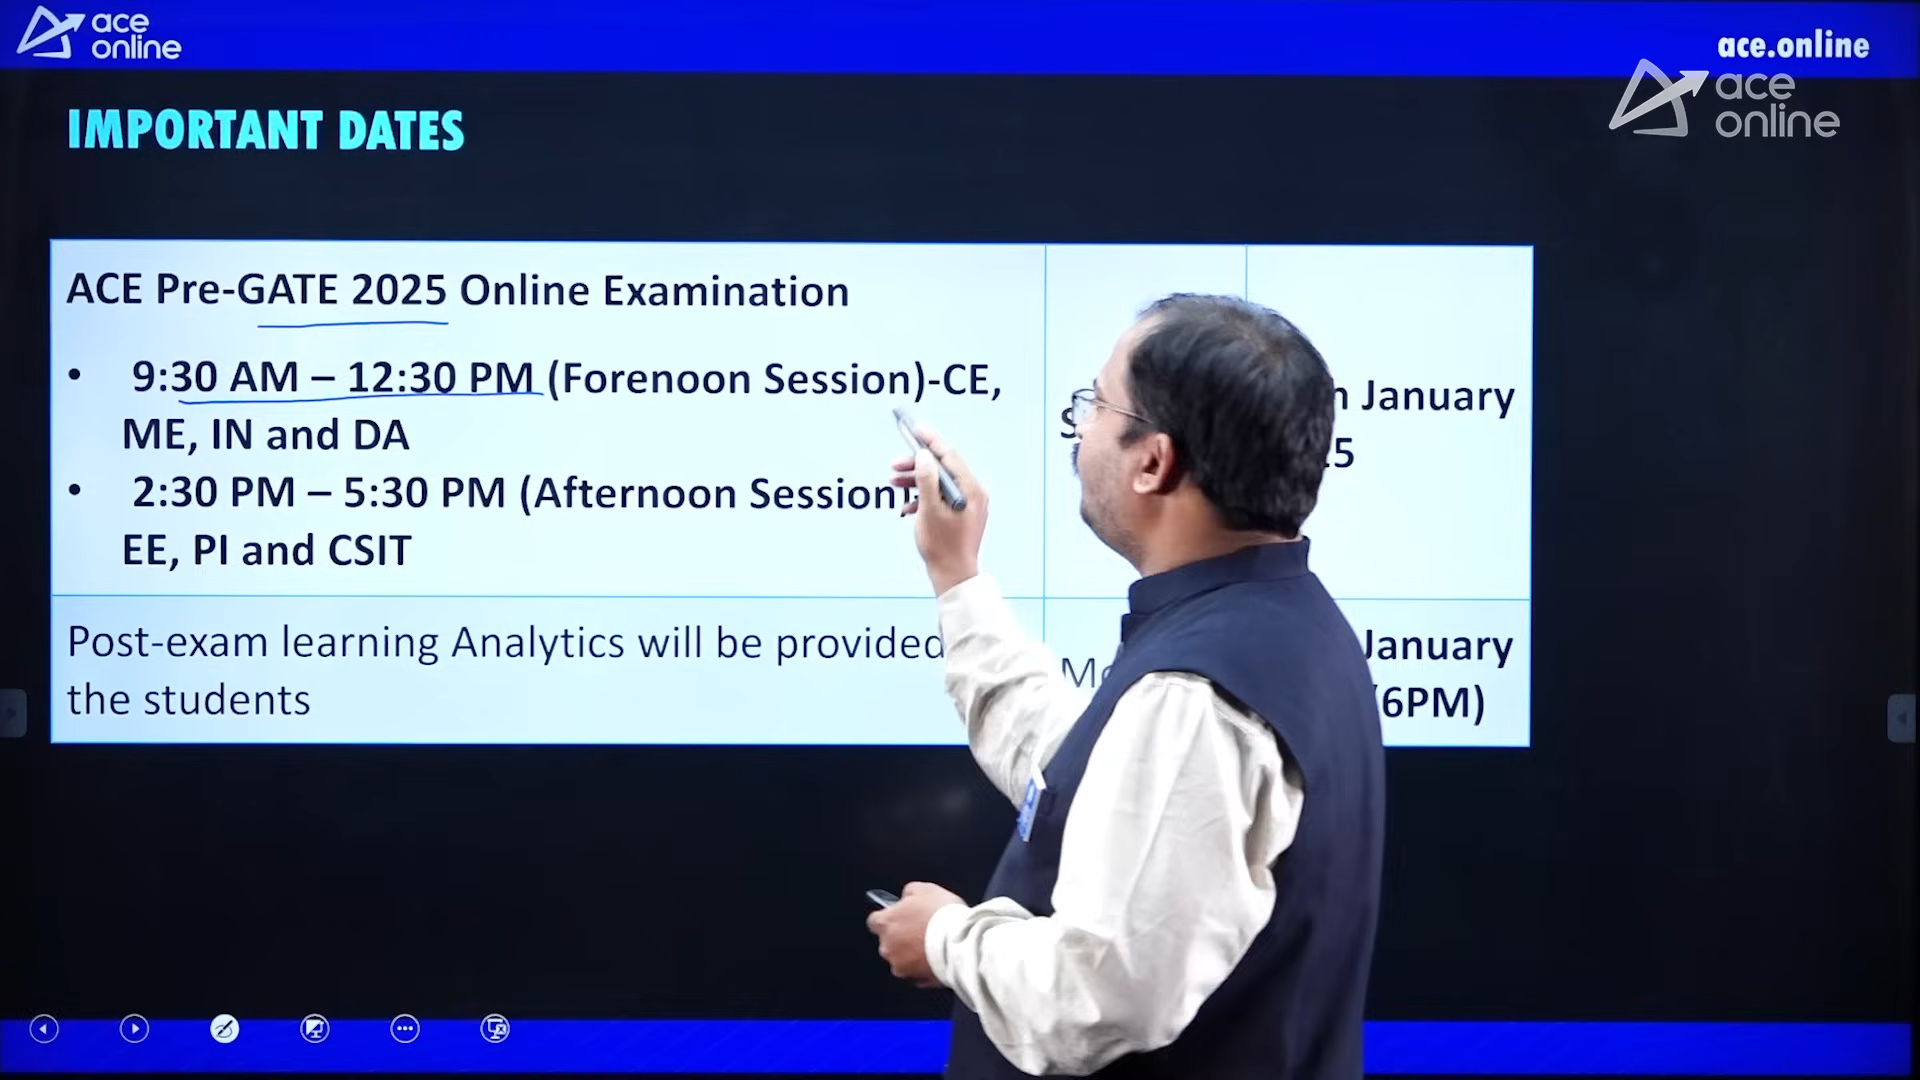 ace
online
ace.online
ace
online
IMPORTANT DATES
ACE Pre-GATE 2025 Online Examination
• 9:30 AM – 12:30 PM (Forenoon Session)-CE,
ME, IN and DA
• 2:30 PM – 5:30 PM (Afternoon Session)-
EE, PI and CSIT
January
Post-exam learning Analytics will be provided
the students
January
(6PM)